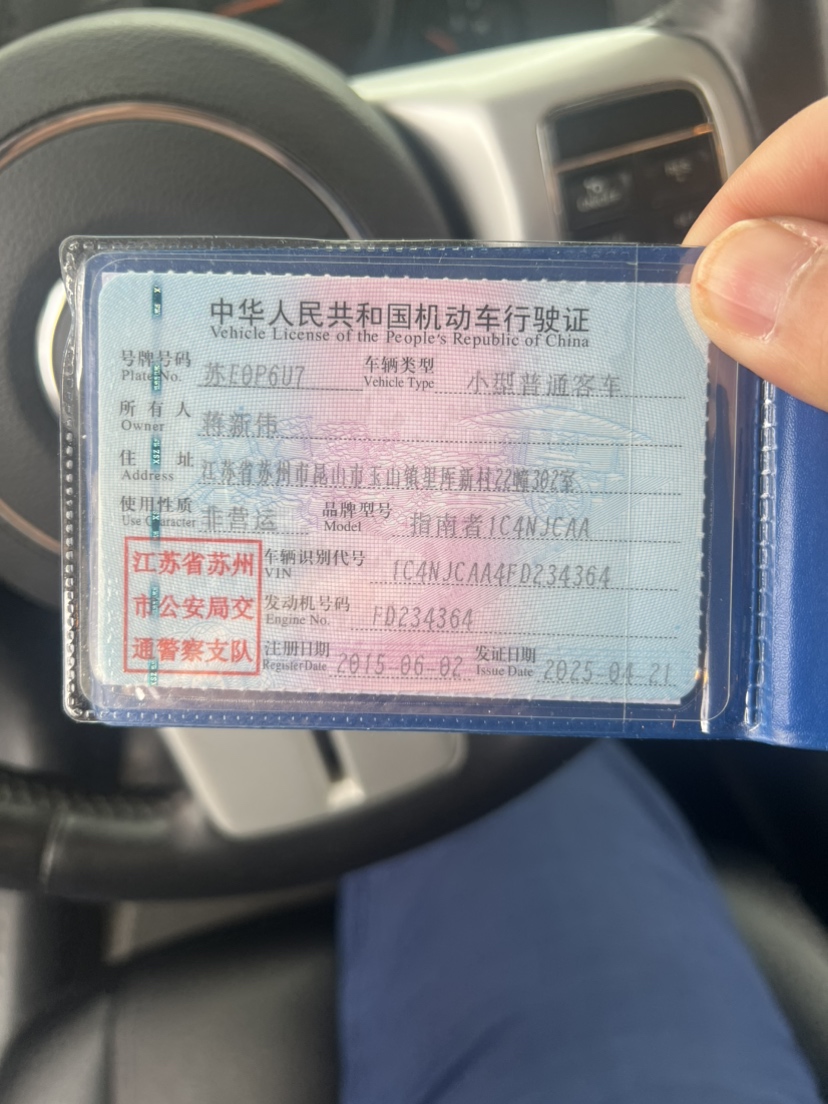 中华人民共和国机动车行驶证
Vehicle License of the People's Republic of China
号牌号码 苏E0P6U7 车辆类型 小型普通客车
Plate No. Vehicle Type
所有人 蒋新伟
Owner
住址 江苏省苏州市昆山市玉山镇里厍新村22幢302室
Address
使用性质 非营运 品牌型号 指南者1C4NJCAA
Use Character Model
江苏省苏州 车辆识别代号 1C4NJCAA4FD234364
VIN
市公安局交 发动机号码 FD234364
Engine No.
通警察支队 注册日期 2015-06-02 发证日期 2025-04-21
Register Date Issue Date